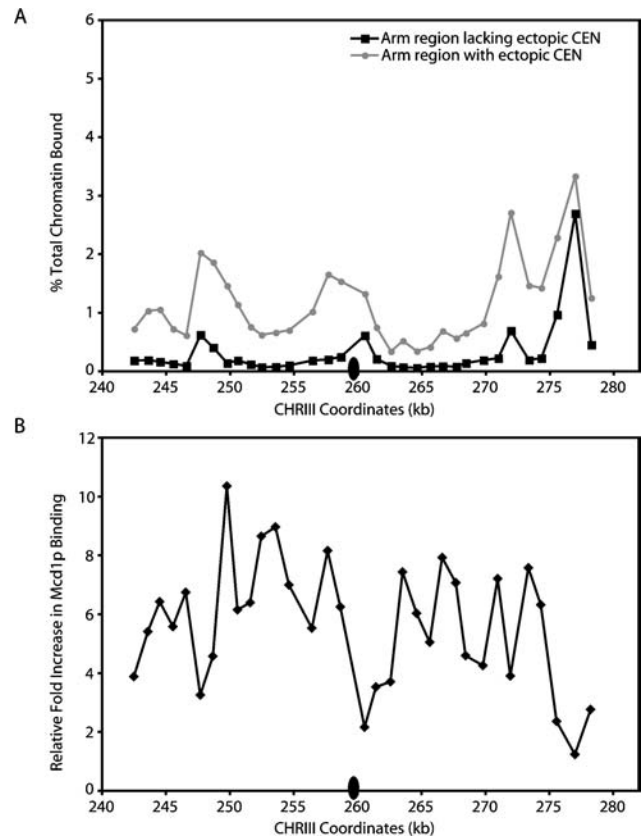 A
6
5
4
3
2
1
0
% Total Chromatin Bound
Arm region lacking ectopic CEN
Arm region with ectopic CEN
240 245 250 255 260 265 270 275 280
CHRIII Coordinates (kb)
B
12
10
8
6
4
2
0
Relative Fold Increase in Mcd1p Binding
240 245 250 255 260 265 270 275 280
CHRIII Coordinates (kb)